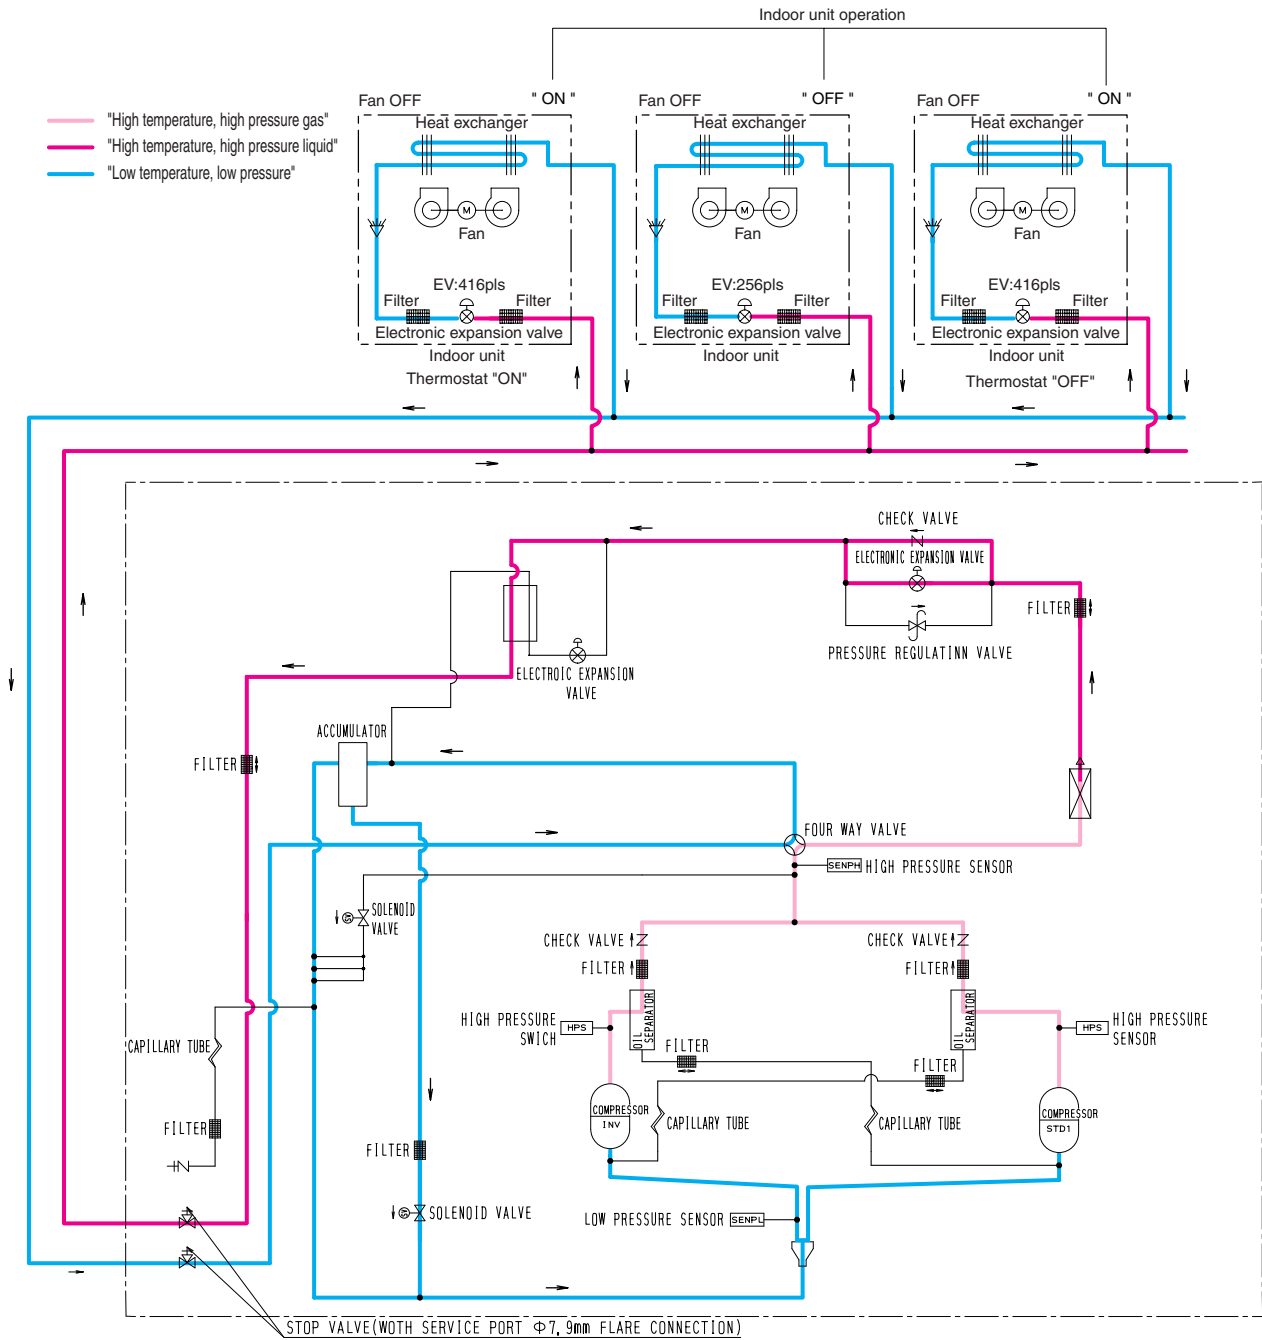 Indoor unit operation
"High temperature, high pressure gas"
"High temperature, high pressure liquid"
"Low temperature, low pressure"
Fan OFF
" ON "
Heat exchanger
M
Fan
EV:416pls
Filter
Filter
Electronic expansion valve
Indoor unit
Thermostat "ON"
Fan OFF
" OFF "
Heat exchanger
M
Fan
EV:256pls
Filter
Filter
Electronic expansion valve
Indoor unit
Fan OFF
" ON "
Heat exchanger
M
Fan
EV:416pls
Filter
Filter
Electronic expansion valve
Indoor unit
Thermostat "OFF"
CHECK VALVE
ELECTRONIC EXPANSION VALVE
FILTER
PRESSURE REGULATINN VALVE
ELECTROIC EXPANSION
VALVE
ACCUMULATOR
FILTER
FOUR WAY VALVE
SENPH
HIGH PRESSURE SENSOR
SOLENOID
VALVE
S
CHECK VALVE
CHECK VALVE
FILTER
FILTER
OIL
SEPARATOR
OIL
SEPARATOR
HIGH PRESSURE
SWICH
HPS
HPS
HIGH PRESSURE
SENSOR
CAPILLARY TUBE
FILTER
FILTER
COMPRESSOR
INV
CAPILLARY TUBE
CAPILLARY TUBE
COMPRESSOR
STD1
FILTER
FILTER
S
SOLENOID VALVE
LOW PRESSURE SENSOR
SENPL
STOP VALVE(WOTH SERVICE PORT Φ7,9mm FLARE CONNECTION)